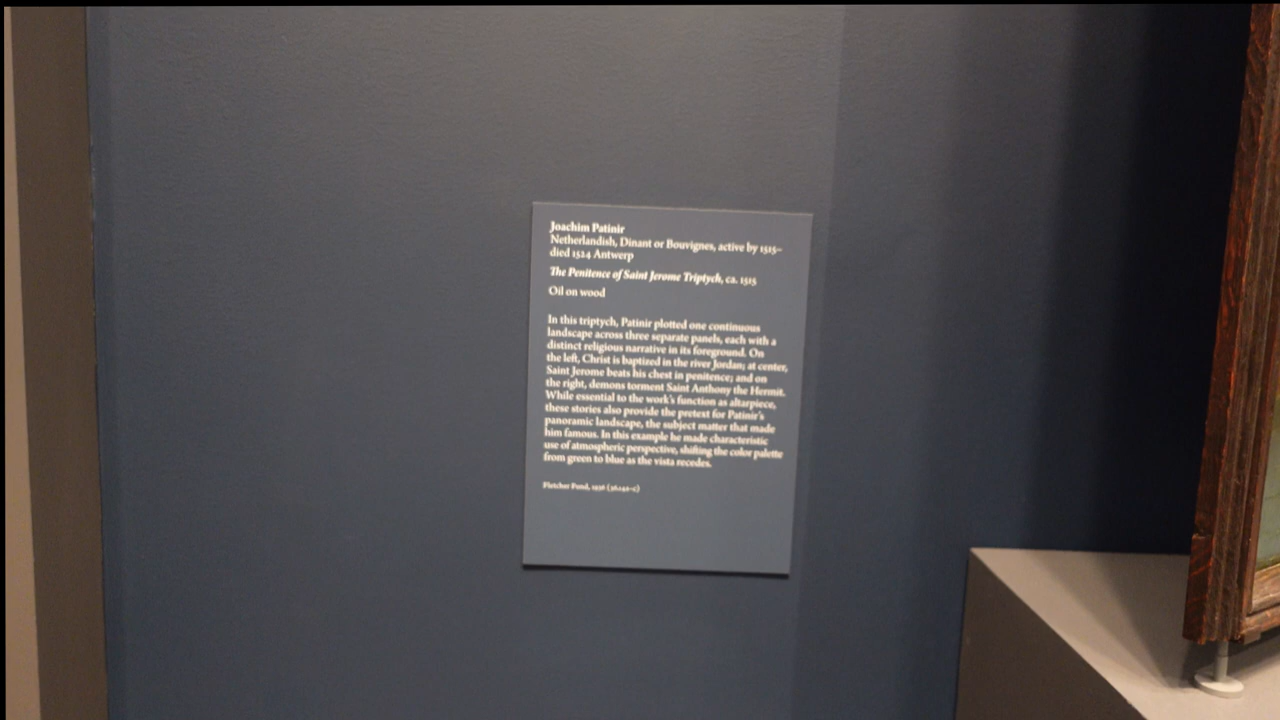 Joachim Patinir
Netherlandish, Dinant or Bouvignes, active by 1515–
died 1524 Antwerp
The Penitence of Saint Jerome Triptych, ca. 1515
Oil on wood
In this triptych, Patinir plotted one continuous
landscape across three separate panels, each with a
distinct religious narrative in its foreground. On
the left, Christ is baptized in the river Jordan; at center,
Saint Jerome beats his chest in penitence; and on
the right, demons torment Saint Anthony the Hermit.
While essential to the work's function as altarpiece,
these stories also provide the pretext for Patinir's
panoramic landscape, the subject matter that made
him famous. In this example he made characteristic
use of atmospheric perspective, shifting the color palette
from green to blue as the vista recedes.
Fletcher Fund, 1936